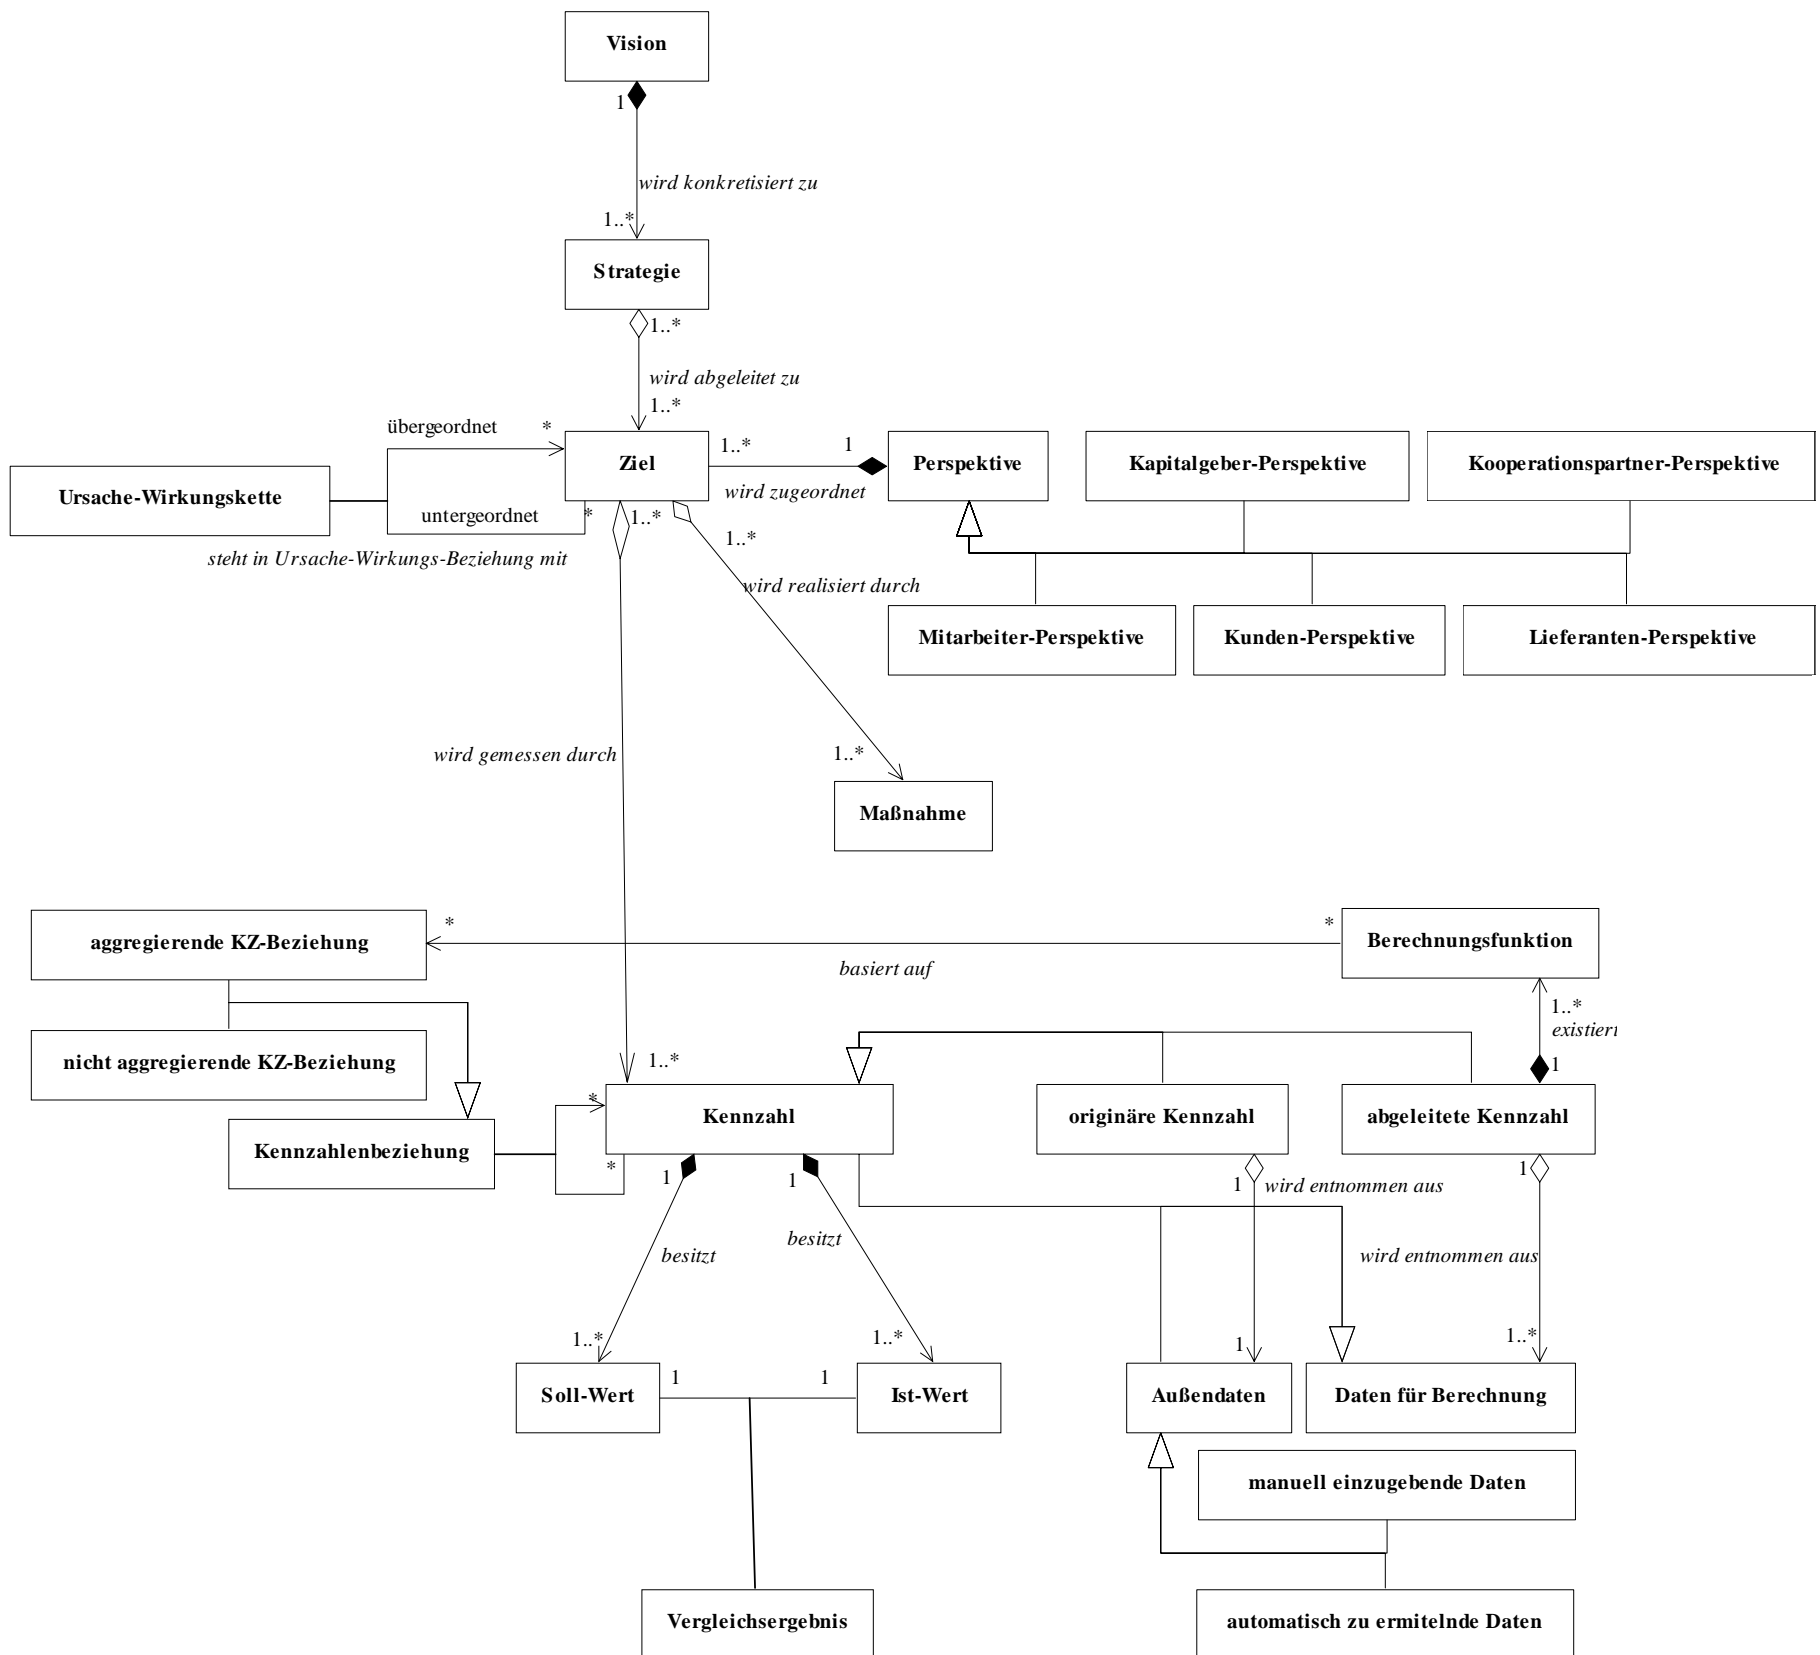 Vision
1
wird konkretisiert zu
1..*
Strategie
1..*
wird abgeleitet zu
1..*
übergeordnet
*
Ziel
1..*
1
Perspektive
Kapitalgeber-Perspektive
Kooperationspartner-Perspektive
Ursache-Wirkungskette
wird zugeordnet
untergeordnet
*
1..*
1..*
steht in Ursache-Wirkungs-Beziehung mit
wird realisiert durch
Mitarbeiter-Perspektive
Kunden-Perspektive
Lieferanten-Perspektive
wird gemessen durch
1..*
Maßnahme
aggregierende KZ-Beziehung
*
*
Berechnungsfunktion
basiert auf
1..*
existiert
nicht aggregierende KZ-Beziehung
1..*
1
*
Kennzahl
originäre Kennzahl
abgeleitete Kennzahl
Kennzahlenbeziehung
*
1
1
1
wird entnommen aus
1
besitzt
besitzt
wird entnommen aus
1..*
1..*
1
1..*
Soll-Wert
1
1
Ist-Wert
Außendaten
Daten für Berechnung
manuell einzugebende Daten
Vergleichsergebnis
automatisch zu ermitelnde Daten